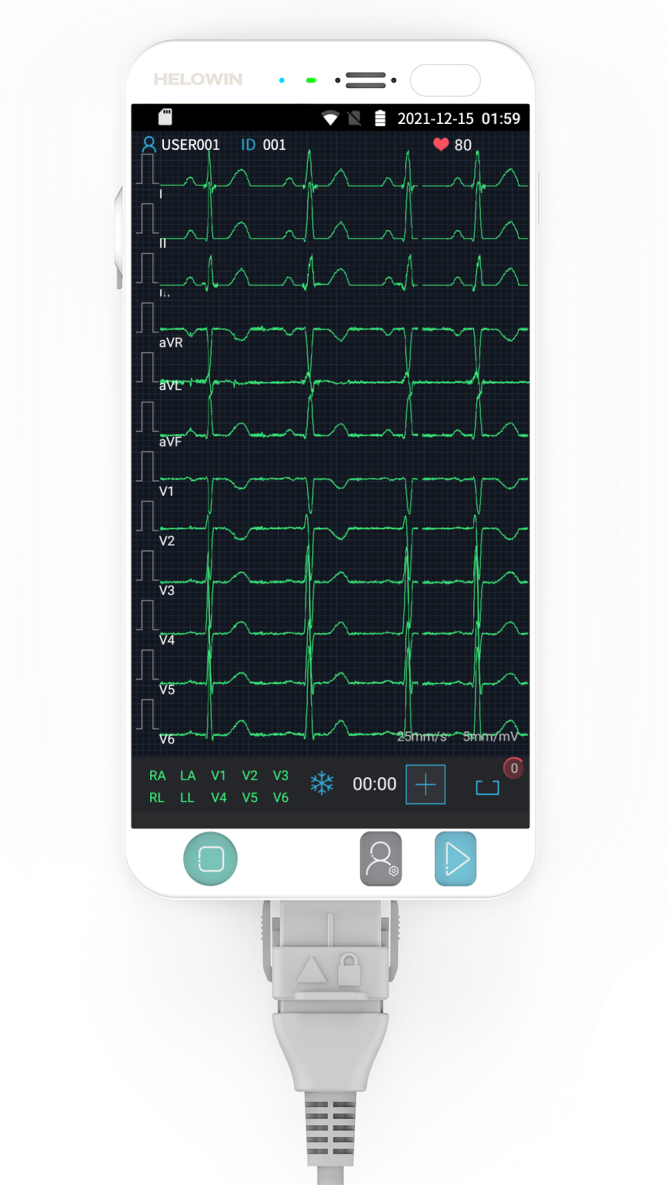 HELOWIN
2021-12-15 01:59
USER001 ID 001 80
I
II
aVR
aVL
aVF
V1
V2
V3
V4
V5
V6
25mm/s 5mm/mV
RA LA V1 V2 V3
RL LL V4 V5 V6
00:00
0